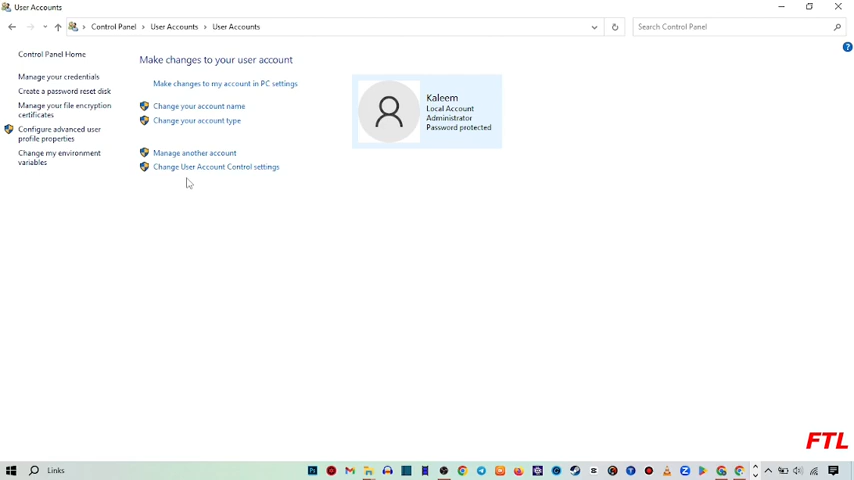 User Accounts
Control Panel > User Accounts > User Accounts
Search Control Panel
Control Panel Home
Manage your credentials
Create a password reset disk
Manage your file encryption
certificates
Configure advanced user
profile properties
Change my environment
variables
Make changes to your user account
Make changes to my account in PC settings
Change your account name
Change your account type
Manage another account
Change User Account Control settings
Kaleem
Local Account
Administrator
Password protected
FTL
Links